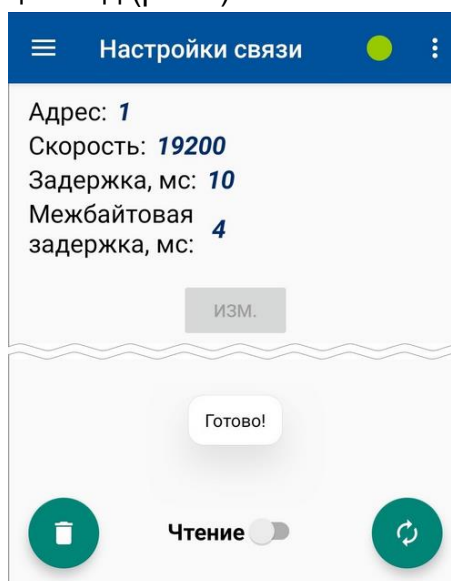 Настройки связи
Адрес: 1
Скорость: 19200
Задержка, мс: 10
Межбайтовая
задержка, мс: 4
ИЗМ.
Готово!
Чтение